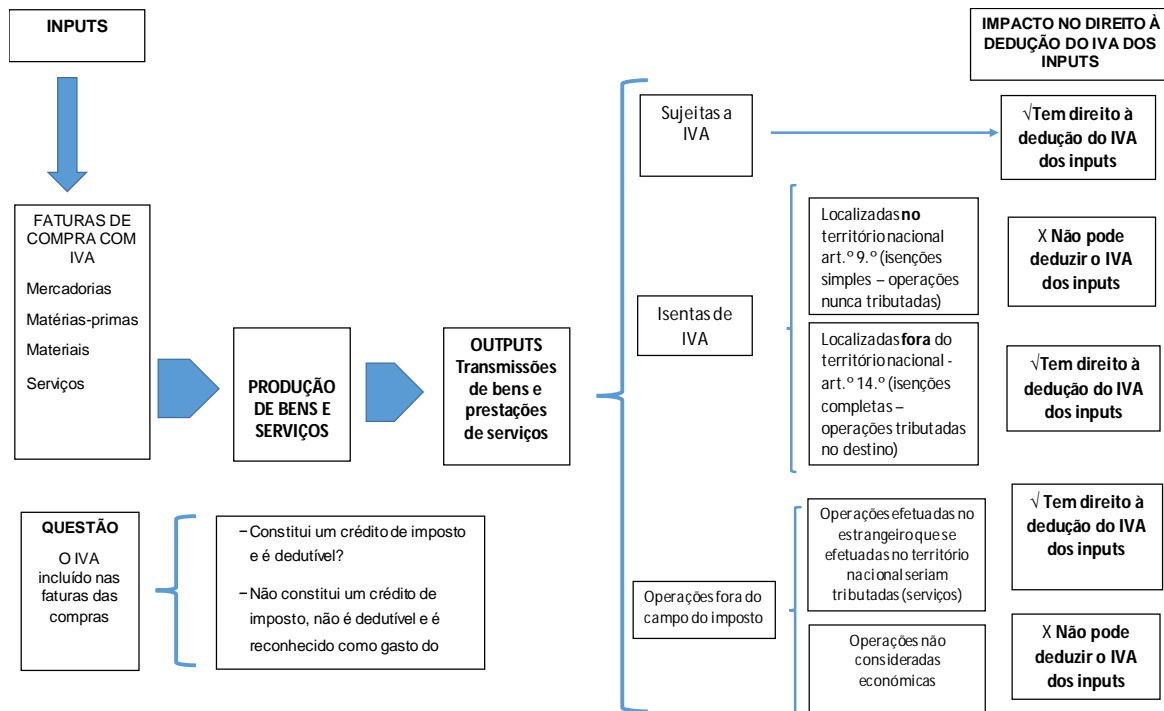 INPUTS
FATURAS DE
COMPRA COM
IVA
Mercadorias
Matérias-primas
Materiais
Serviços
PRODUÇÃO
DE BENS E
SERVIÇOS
OUTPUTS
Transmissões
de bens e
prestações
de serviços
QUESTÃO
O IVA
incluído nas
faturas das
compras
– Constitui um crédito de imposto
e é dedutível?
– Não constitui um crédito de
imposto, não é dedutível e é
reconhecido como gasto do
IMPACTO NO DIREITO À
DEDUÇÃO DO IVA DOS
INPUTS
Sujeitas a
IVA
√Tem direito à
dedução do IVA
dos inputs
Isentas de
IVA
Localizadas no
território nacional
art.º 9.º (isenções
simples – operações
nunca tributadas)
X Não pode
deduzir o IVA
dos inputs
Localizadas fora do
território nacional -
art.º 14.º (isenções
completas –
operações tributadas
no destino)
√Tem direito à
dedução do IVA
dos inputs
Operações fora do
campo do imposto
Operações efetuadas no
estrangeiro que se
efetuadas no território
nacional seriam
tributadas (serviços)
√ Tem direito à
dedução do IVA
dos inputs
Operações não
consideradas
económicas
X Não pode
deduzir o IVA
dos inputs